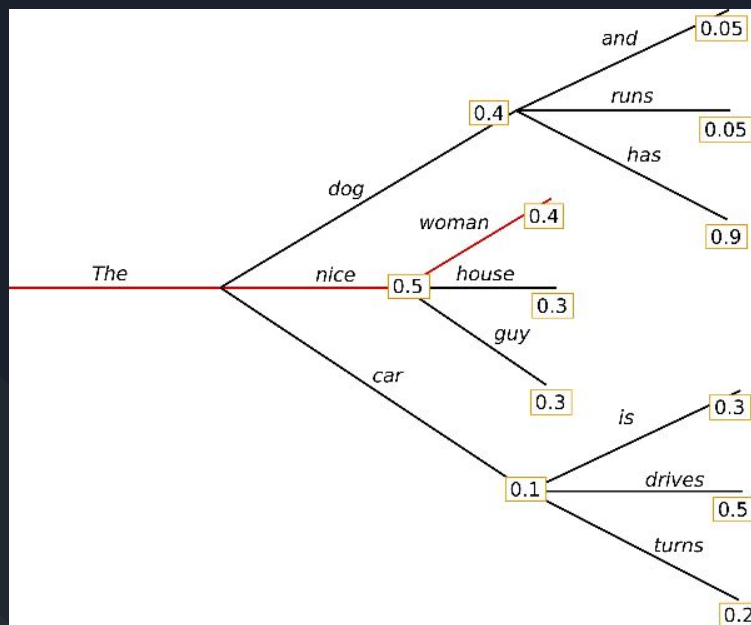 and
0.05
runs
0.4
0.05
has
dog
woman
0.4
0.9
The
nice
0.5
house
0.3
guy
car
0.3
is
0.3
drives
0.1
0.5
turns
0.2